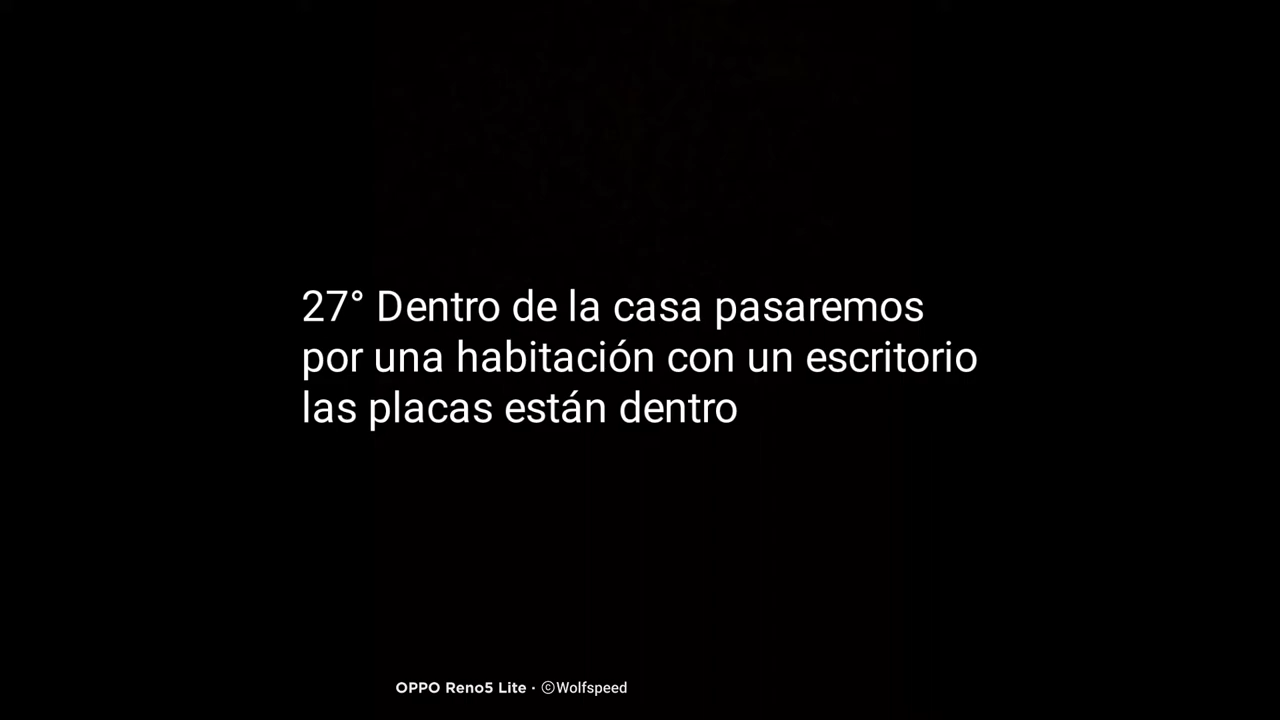 27° Dentro de la casa pasaremos
por una habitación con un escritorio
las placas están dentro
OPPO Reno5 Lite · ©Wolfspeed